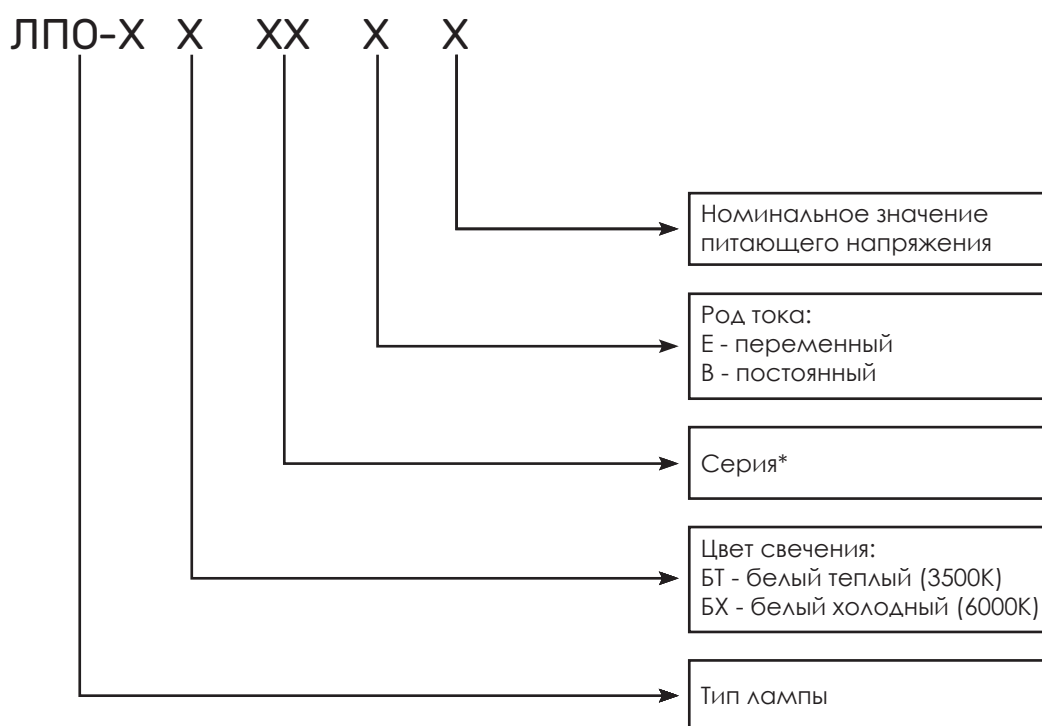 ЛПО-Х Х ХХ Х Х
Номинальное значение
питающего напряжения
Род тока:
Е - переменный
В - постоянный
Серия*
Цвет свечения:
БТ - белый теплый (3500К)
БХ - белый холодный (6000К)
Тип лампы